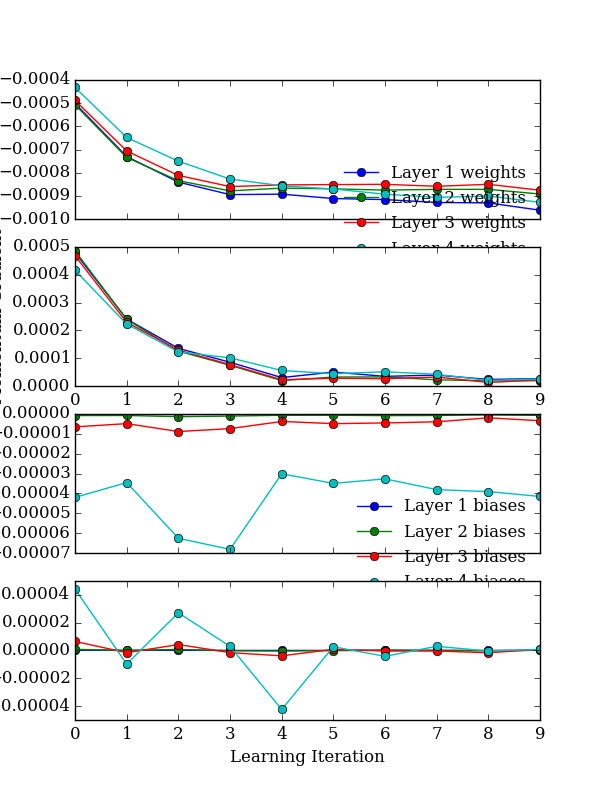 −0.0004
−0.0005
−0.0006
−0.0007
−0.0008
−0.0009
−0.0010
Layer 1 weights
Layer 2 weights
Layer 3 weights
Layer 4 weights
0.0005
0.0004
0.0003
0.0002
0.0001
0.0000
0 1 2 3 4 5 6 7 8 9
0.00000
0.00001
0.00002
0.00003
0.00004
0.00005
0.00006
0.00007
Layer 1 biases
Layer 2 biases
Layer 3 biases
Layer 4 biases
0.00004
0.00002
0.00000
0.00002
0.00004
0 1 2 3 4 5 6 7 8 9
Learning Iteration